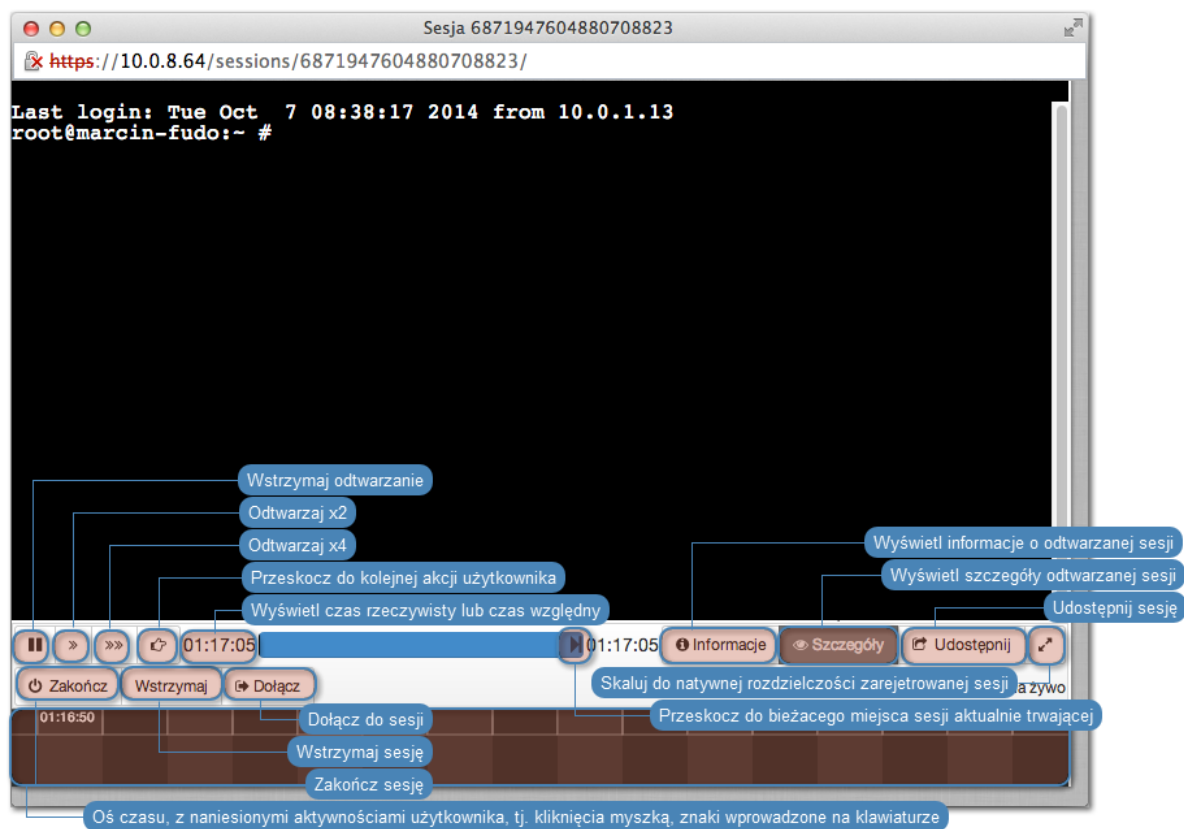 Sesja 6871947604880708823
https://10.0.8.64/sessions/6871947604880708823/
Last login: Tue Oct  7 08:38:17 2014 from 10.0.1.13
root@marcin-fudo:~ #
Wstrzymaj odtwarzanie
Odtwarzaj x2
Odtwarzaj x4
Wyświetl informacje o odtwarzanej sesji
Przeskocz do kolejnej akcji użytkownika
Wyświetl szczegóły odtwarzanej sesji
Wyświetl czas rzeczywisty lub czas względny
Udostępnij sesję
01:17:05 01:17:05 Informacje Szczegóły Udostępnij
Zakończ Wstrzymaj Dołącz
Skaluj do natywnej rozdzielczości zarejetrowanej sesji
żywo
01:16:50
Dołącz do sesji
Przeskocz do bieżacego miejsca sesji aktualnie trwającej
Wstrzymaj sesję
Zakończ sesję
Oś czasu, z naniesionymi aktywnościami użytkownika, tj. kliknięcia myszką, znaki wprowadzone na klawiaturze